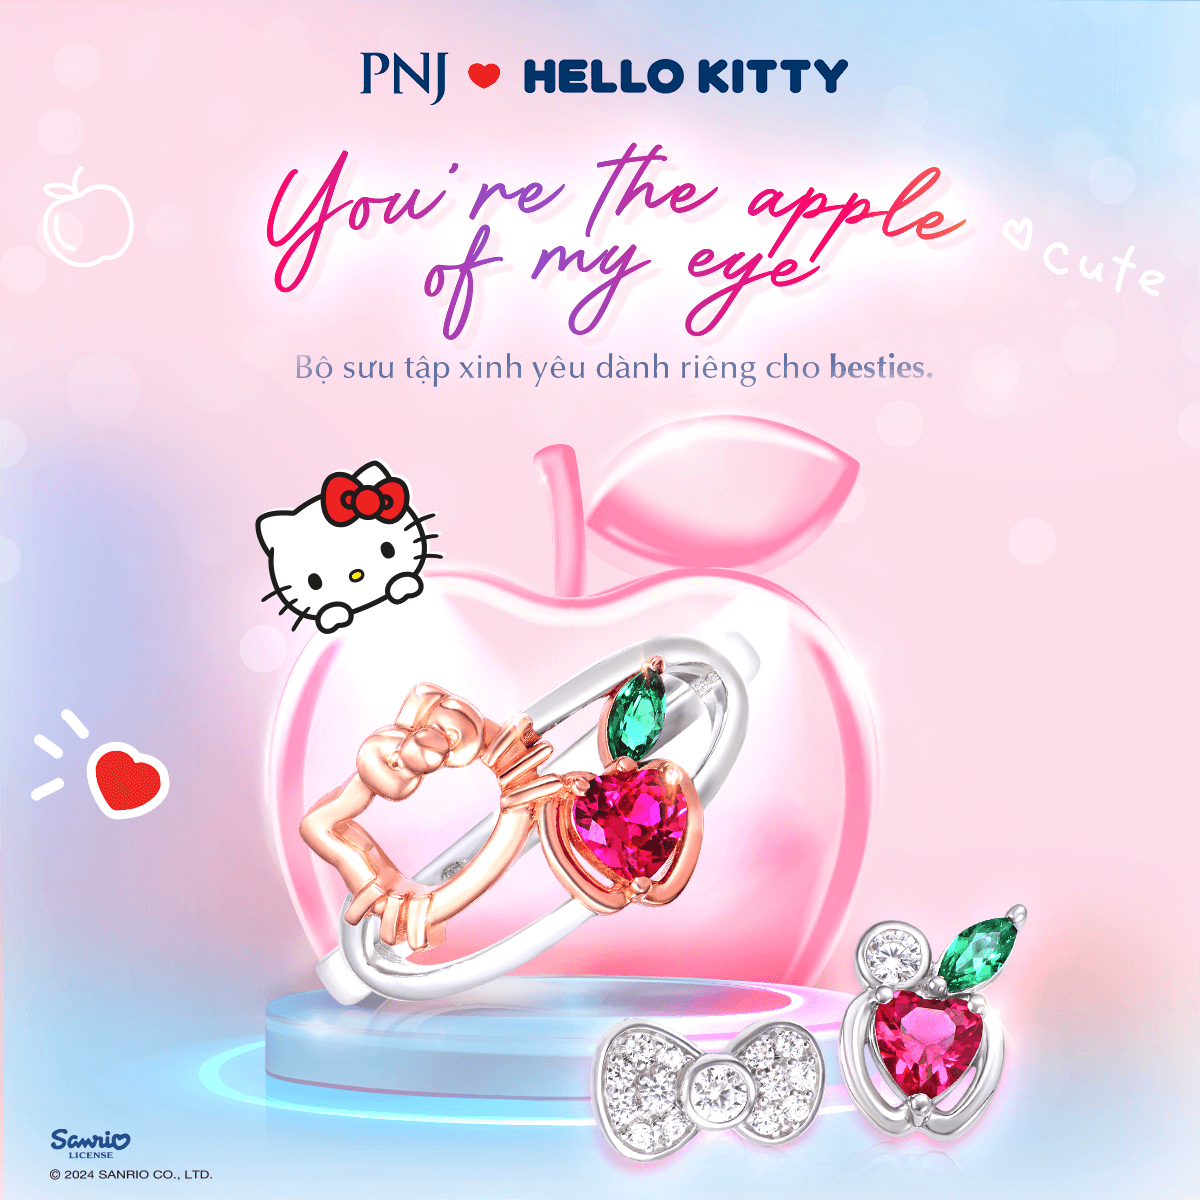 PNJ ❤ HELLO KITTY
You're the apple
of my eye
cute
Bộ sưu tập xinh yêu dành riêng cho besties.
Sanrio
LICENSE
© 2024 SANRIO CO., LTD.